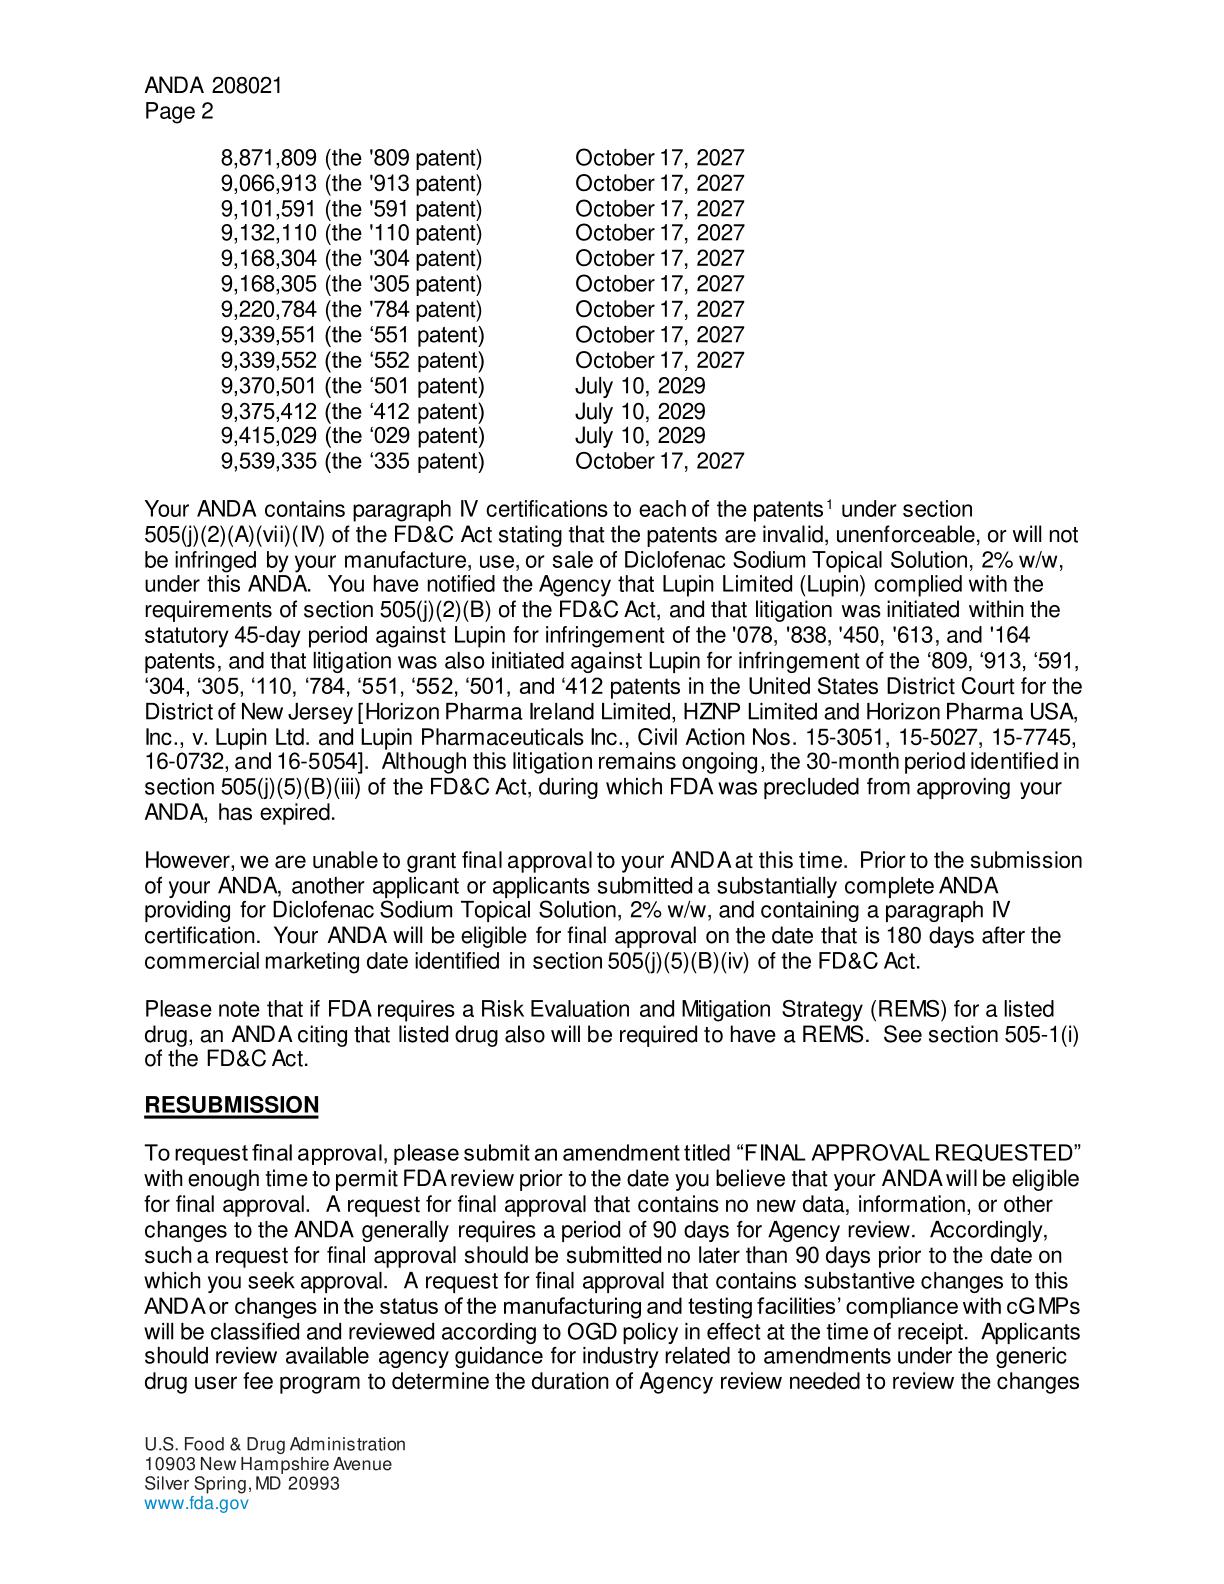 ANDA 208021
Page 2
8,871,809 (the '809 patent) October 17, 2027
9,066,913 (the '913 patent) October 17, 2027
9,101,591 (the '591 patent) October 17, 2027
9,132,110 (the '110 patent) October 17, 2027
9,168,304 (the '304 patent) October 17, 2027
9,168,305 (the '305 patent) October 17, 2027
9,220,784 (the '784 patent) October 17, 2027
9,339,551 (the ‘551 patent) October 17, 2027
9,339,552 (the ‘552 patent) October 17, 2027
9,370,501 (the ‘501 patent) July 10, 2029
9,375,412 (the ‘412 patent) July 10, 2029
9,415,029 (the ‘029 patent) July 10, 2029
9,539,335 (the ‘335 patent) October 17, 2027
Your ANDA contains paragraph IV certifications to each of the patents¹ under section
505(j)(2)(A)(vii)(IV) of the FD&C Act stating that the patents are invalid, unenforceable, or will not
be infringed by your manufacture, use, or sale of Diclofenac Sodium Topical Solution, 2% w/w,
under this ANDA. You have notified the Agency that Lupin Limited (Lupin) complied with the
requirements of section 505(j)(2)(B) of the FD&C Act, and that litigation was initiated within the
statutory 45-day period against Lupin for infringement of the '078, '838, '450, '613, and '164
patents, and that litigation was also initiated against Lupin for infringement of the ‘809, ‘913, ‘591,
‘304, ‘305, ‘110, ‘784, ‘551, ‘552, ‘501, and ‘412 patents in the United States District Court for the
District of New Jersey [Horizon Pharma Ireland Limited, HZNP Limited and Horizon Pharma USA,
Inc., v. Lupin Ltd. and Lupin Pharmaceuticals Inc., Civil Action Nos. 15-3051, 15-5027, 15-7745,
16-0732, and 16-5054]. Although this litigation remains ongoing, the 30-month period identified in
section 505(j)(5)(B)(iii) of the FD&C Act, during which FDA was precluded from approving your
ANDA, has expired.
However, we are unable to grant final approval to your ANDA at this time. Prior to the submission
of your ANDA, another applicant or applicants submitted a substantially complete ANDA
providing for Diclofenac Sodium Topical Solution, 2% w/w, and containing a paragraph IV
certification. Your ANDA will be eligible for final approval on the date that is 180 days after the
commercial marketing date identified in section 505(j)(5)(B)(iv) of the FD&C Act.
Please note that if FDA requires a Risk Evaluation and Mitigation Strategy (REMS) for a listed
drug, an ANDA citing that listed drug also will be required to have a REMS. See section 505-1(i)
of the FD&C Act.
RESUBMISSION
To request final approval, please submit an amendment titled “FINAL APPROVAL REQUESTED”
with enough time to permit FDA review prior to the date you believe that your ANDA will be eligible
for final approval. A request for final approval that contains no new data, information, or other
changes to the ANDA generally requires a period of 90 days for Agency review. Accordingly,
such a request for final approval should be submitted no later than 90 days prior to the date on
which you seek approval. A request for final approval that contains substantive changes to this
ANDA or changes in the status of the manufacturing and testing facilities’ compliance with cGMPs
will be classified and reviewed according to OGD policy in effect at the time of receipt. Applicants
should review available agency guidance for industry related to amendments under the generic
drug user fee program to determine the duration of Agency review needed to review the changes
U.S. Food & Drug Administration
10903 New Hampshire Avenue
Silver Spring, MD 20993
www.fda.gov